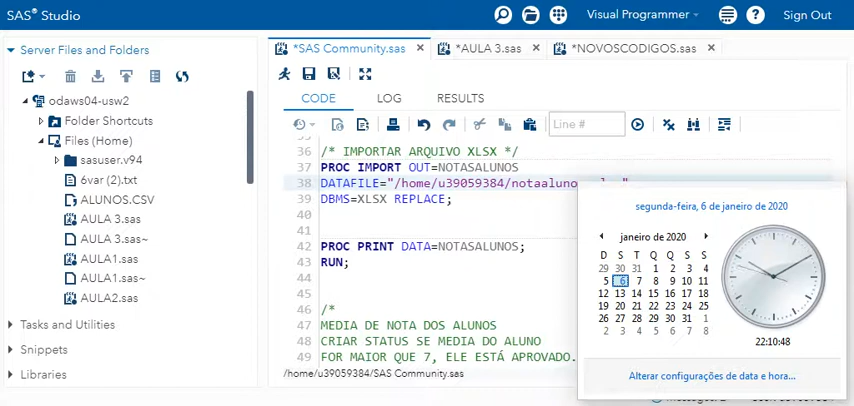 SAS® Studio
Visual Programmer
Sign Out
Server Files and Folders
odaws04-usw2
Folder Shortcuts
Files (Home)
sasuser.v94
6var (2).txt
ALUNOS.CSV
AULA 3.sas
AULA 3.sas~
AULA1.sas
AULA1.sas~
AULA2.sas
Tasks and Utilities
Snippets
Libraries
*SAS Community.sas
*AULA 3.sas
*NOVOSCODIGOS.sas
CODE LOG RESULTS
Line #
36 /* IMPORTAR ARQUIVO XLSX */
37 PROC IMPORT OUT=NOTASALUNOS
38 DATAFILE="/home/u39059384/notaaluno
39 DBMS=XLSX REPLACE;
40
41
42 PROC PRINT DATA=NOTASALUNOS;
43 RUN;
44
45
46 /*
47 MEDIA DE NOTA DOS ALUNOS
48 CRIAR STATUS SE MEDIA DO ALUNO
49 FOR MAIOR QUE 7, ELE ESTÁ APROVADO.
/home/u39059384/SAS Community.sas
segunda-feira, 6 de janeiro de 2020
janeiro de 2020
D S T Q Q S S
29 30 31 1 2 3 4
5 6 7 8 9 10 11
12 13 14 15 16 17 18
19 20 21 22 23 24 25
26 27 28 29 30 31 1
2 3 4 5 6 7 8
22:10:48
Alterar configurações de data e hora...